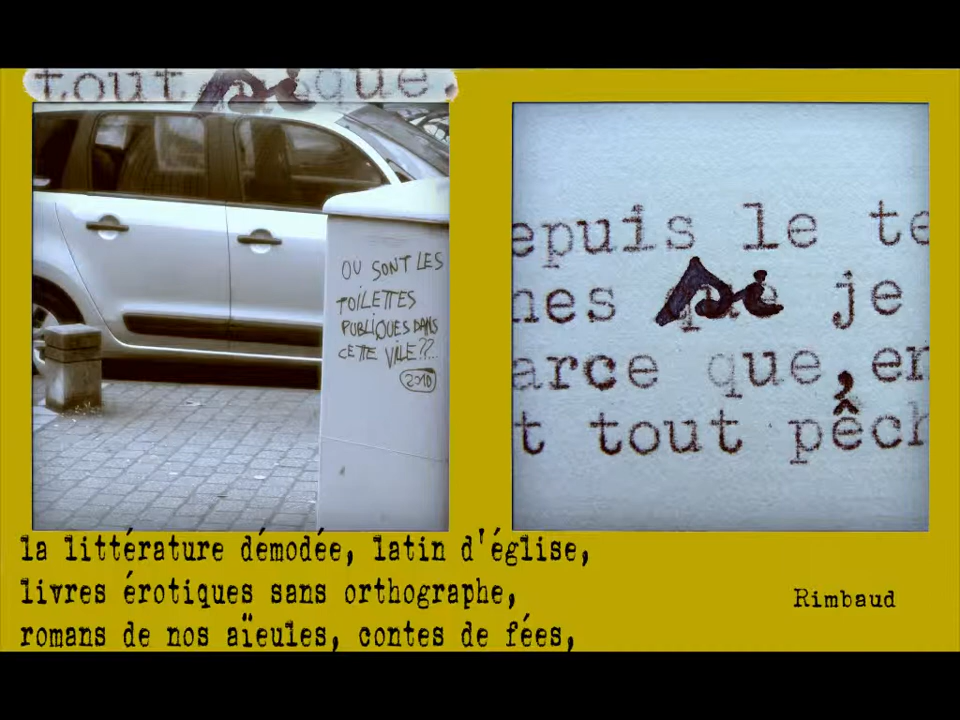 tout si que.
OU SONT LES
TOILETTES
PUBLIQUES DANS
CETTE VILLE??...
2010
epuis le te
nes si je
arce que, en
t tout pêch
la littérature démodée, latin d'église,
livres érotiques sans orthographe,
romans de nos aïeules, contes de fées,
Rimbaud